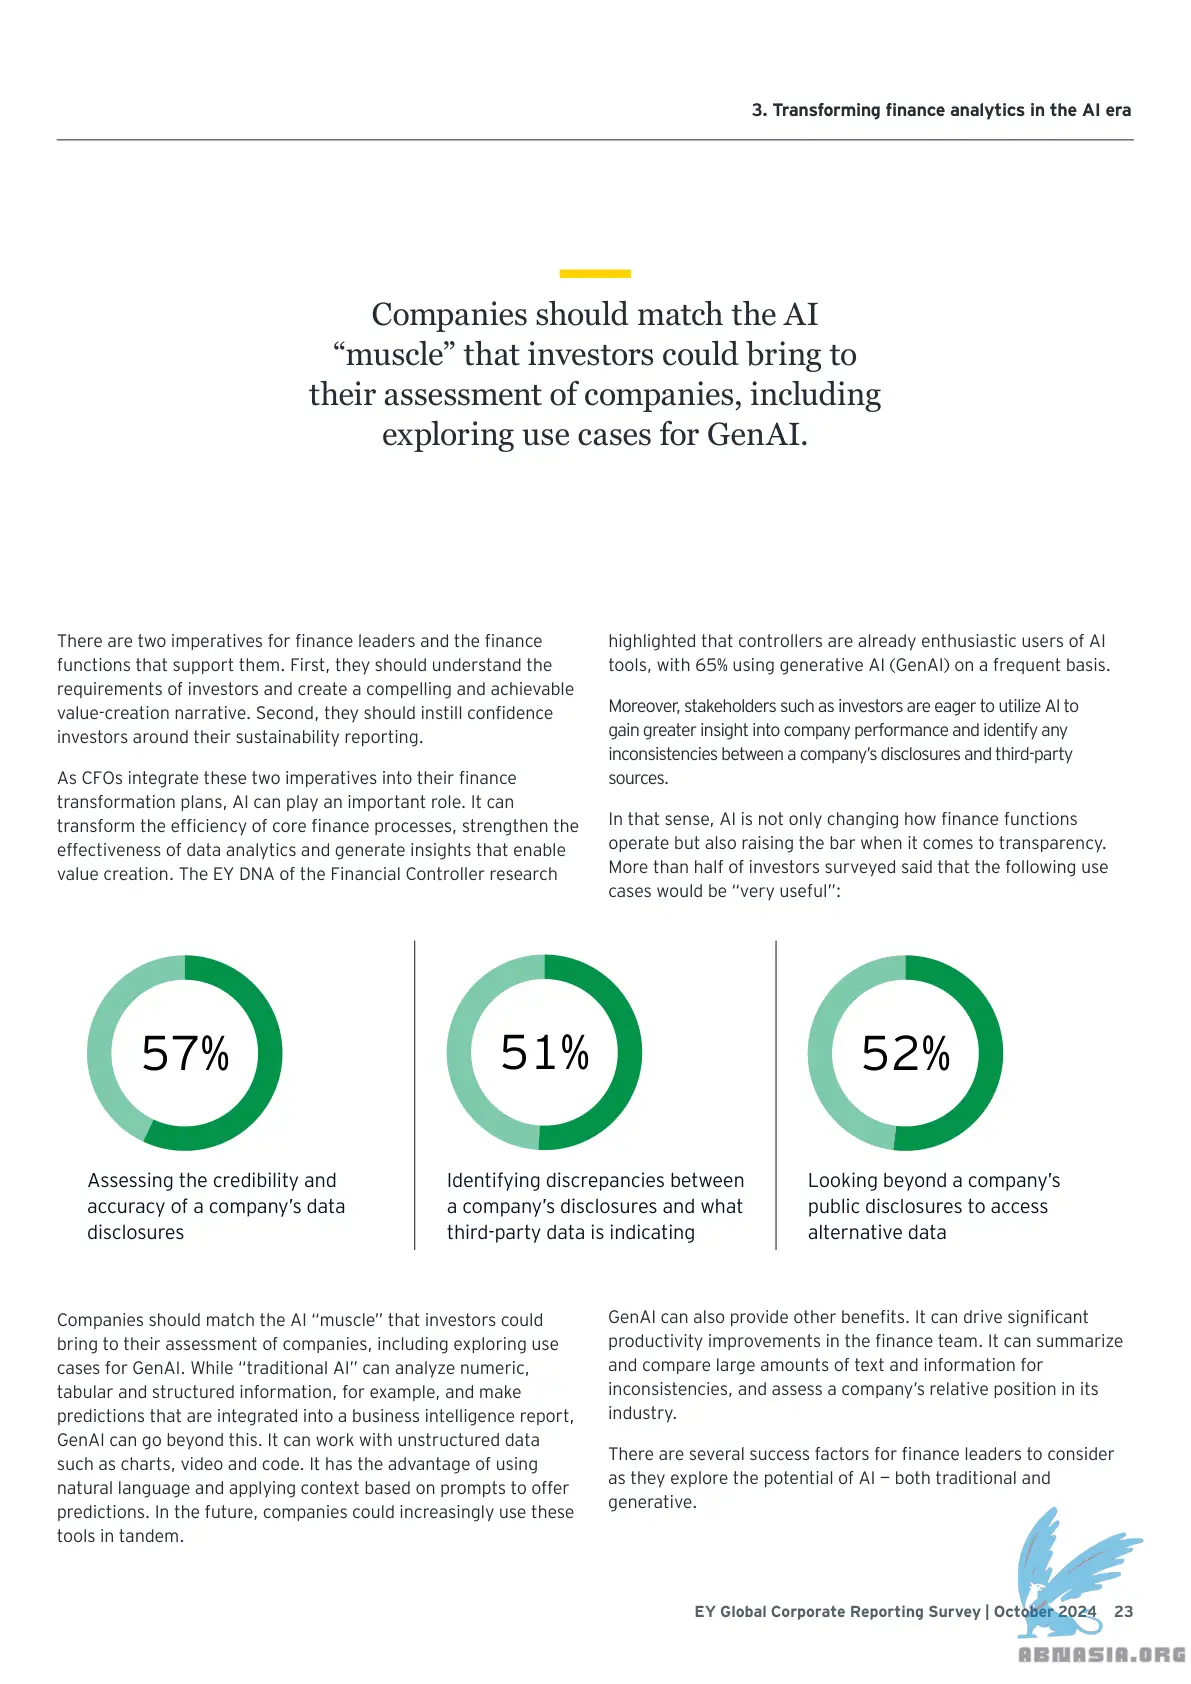 3. Transforming finance analytics in the AI era
Companies should match the AI
“muscle” that investors could bring to
their assessment of companies, including
exploring use cases for GenAI.
There are two imperatives for finance leaders and the finance
functions that support them. First, they should understand the
requirements of investors and create a compelling and achievable
value-creation narrative. Second, they should instill confidence
investors around their sustainability reporting.
As CFOs integrate these two imperatives into their finance
transformation plans, AI can play an important role. It can
transform the efficiency of core finance processes, strengthen the
effectiveness of data analytics and generate insights that enable
value creation. The EY DNA of the Financial Controller research
highlighted that controllers are already enthusiastic users of AI
tools, with 65% using generative AI (GenAI) on a frequent basis.
Moreover, stakeholders such as investors are eager to utilize AI to
gain greater insight into company performance and identify any
inconsistencies between a company’s disclosures and third-party
sources.
In that sense, AI is not only changing how finance functions
operate but also raising the bar when it comes to transparency.
More than half of investors surveyed said that the following use
cases would be “very useful”:
57%
Assessing the credibility and
accuracy of a company’s data
disclosures
51%
Identifying discrepancies between
a company’s disclosures and what
third-party data is indicating
52%
Looking beyond a company’s
public disclosures to access
alternative data
Companies should match the AI “muscle” that investors could
bring to their assessment of companies, including exploring use
cases for GenAI. While “traditional AI” can analyze numeric,
tabular and structured information, for example, and make
predictions that are integrated into a business intelligence report,
GenAI can go beyond this. It can work with unstructured data
such as charts, video and code. It has the advantage of using
natural language and applying context based on prompts to offer
predictions. In the future, companies could increasingly use these
tools in tandem.
GenAI can also provide other benefits. It can drive significant
productivity improvements in the finance team. It can summarize
and compare large amounts of text and information for
inconsistencies, and assess a company’s relative position in its
industry.
There are several success factors for finance leaders to consider
as they explore the potential of AI — both traditional and
generative.
EY Global Corporate Reporting Survey | October 2024 23
ABNASIA.ORG